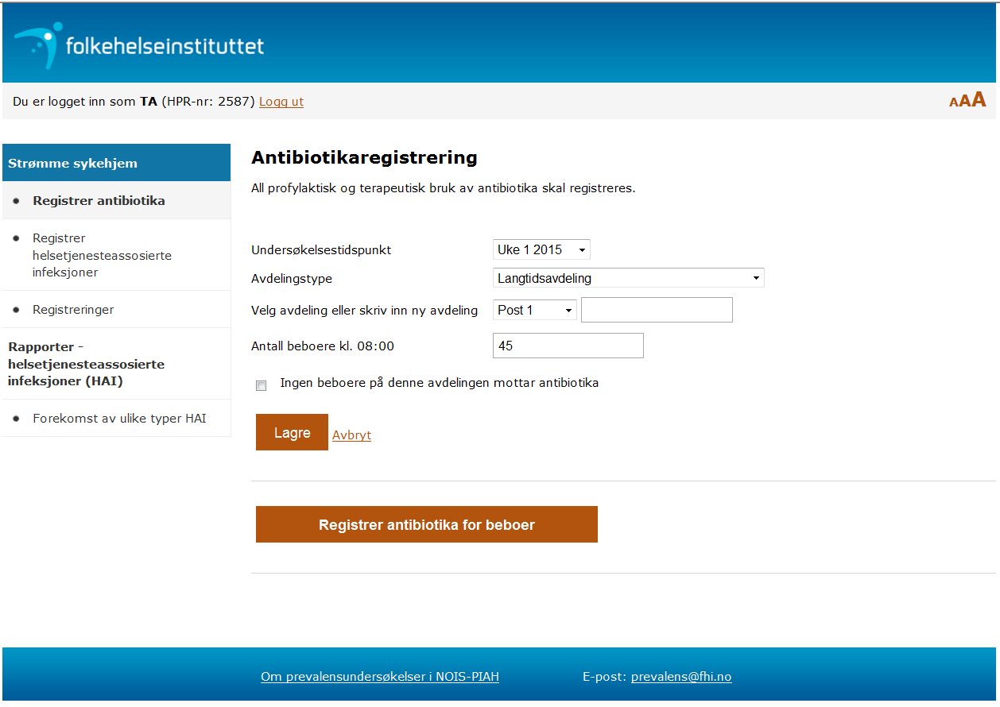 folkehelseinstituttet
Du er logget inn som TA (HPR-nr: 2587) Logg ut
AAA
Strømme sykehjem
Registrer antibiotika
Registrer
helsetjenesteassosierte
infeksjoner
Registreringer
Rapporter -
helsetjenesteassosierte
infeksjoner (HAI)
Forekomst av ulike typer HAI
Antibiotikaregistrering
All profylaktisk og terapeutisk bruk av antibiotika skal registreres.
Undersøkelsestidspunkt Uke 1 2015
Avdelingstype Langtidsavdeling
Velg avdeling eller skriv inn ny avdeling Post 1
Antall beboere kl. 08:00 45
Ingen beboere på denne avdelingen mottar antibiotika
Lagre Avbryt
Registrer antibiotika for beboer
Om prevalensundersøkelser i NOIS-PIAH E-post: prevalens@fhi.no